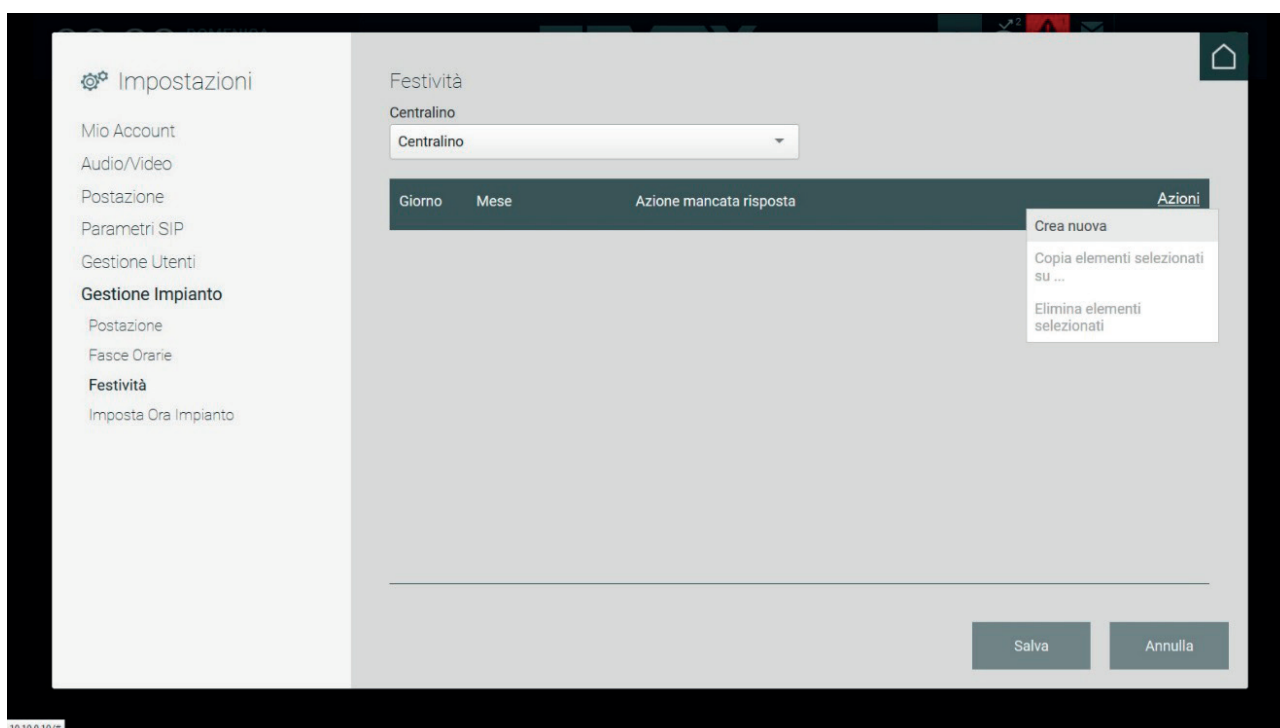 Impostazioni
Mio Account
Audio/Video
Postazione
Parametri SIP
Gestione Utenti
Gestione Impianto
Postazione
Fasce Orarie
Festività
Imposta Ora Impianto
Festività
Centralino
Centralino
Giorno Mese Azione mancata risposta Azioni
Crea nuova
Copia elementi selezionati
su ...
Elimina elementi
selezionati
Salva Annulla